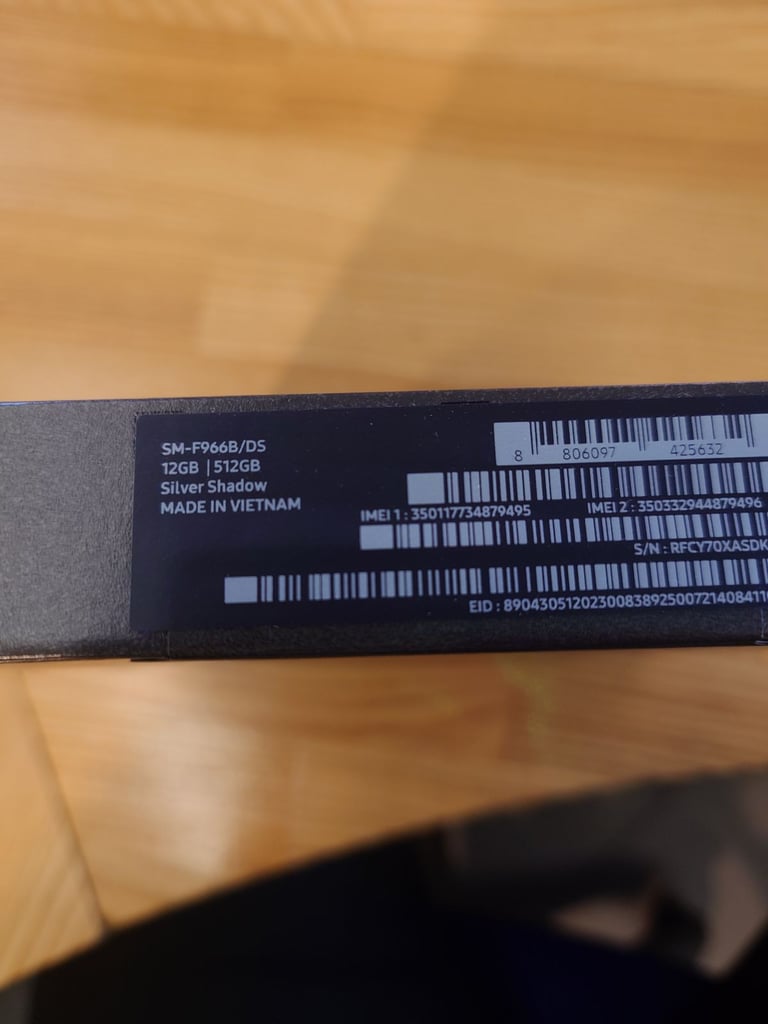 SM-F966B/DS
12GB | 512GB
Silver Shadow
MADE IN VIETNAM
8 806097 425632
IMEI 1 : 350117734879495 IMEI 2 : 350332944879496
S/N : RFCY70XASDK
EID : 8904305120230083892500721408411